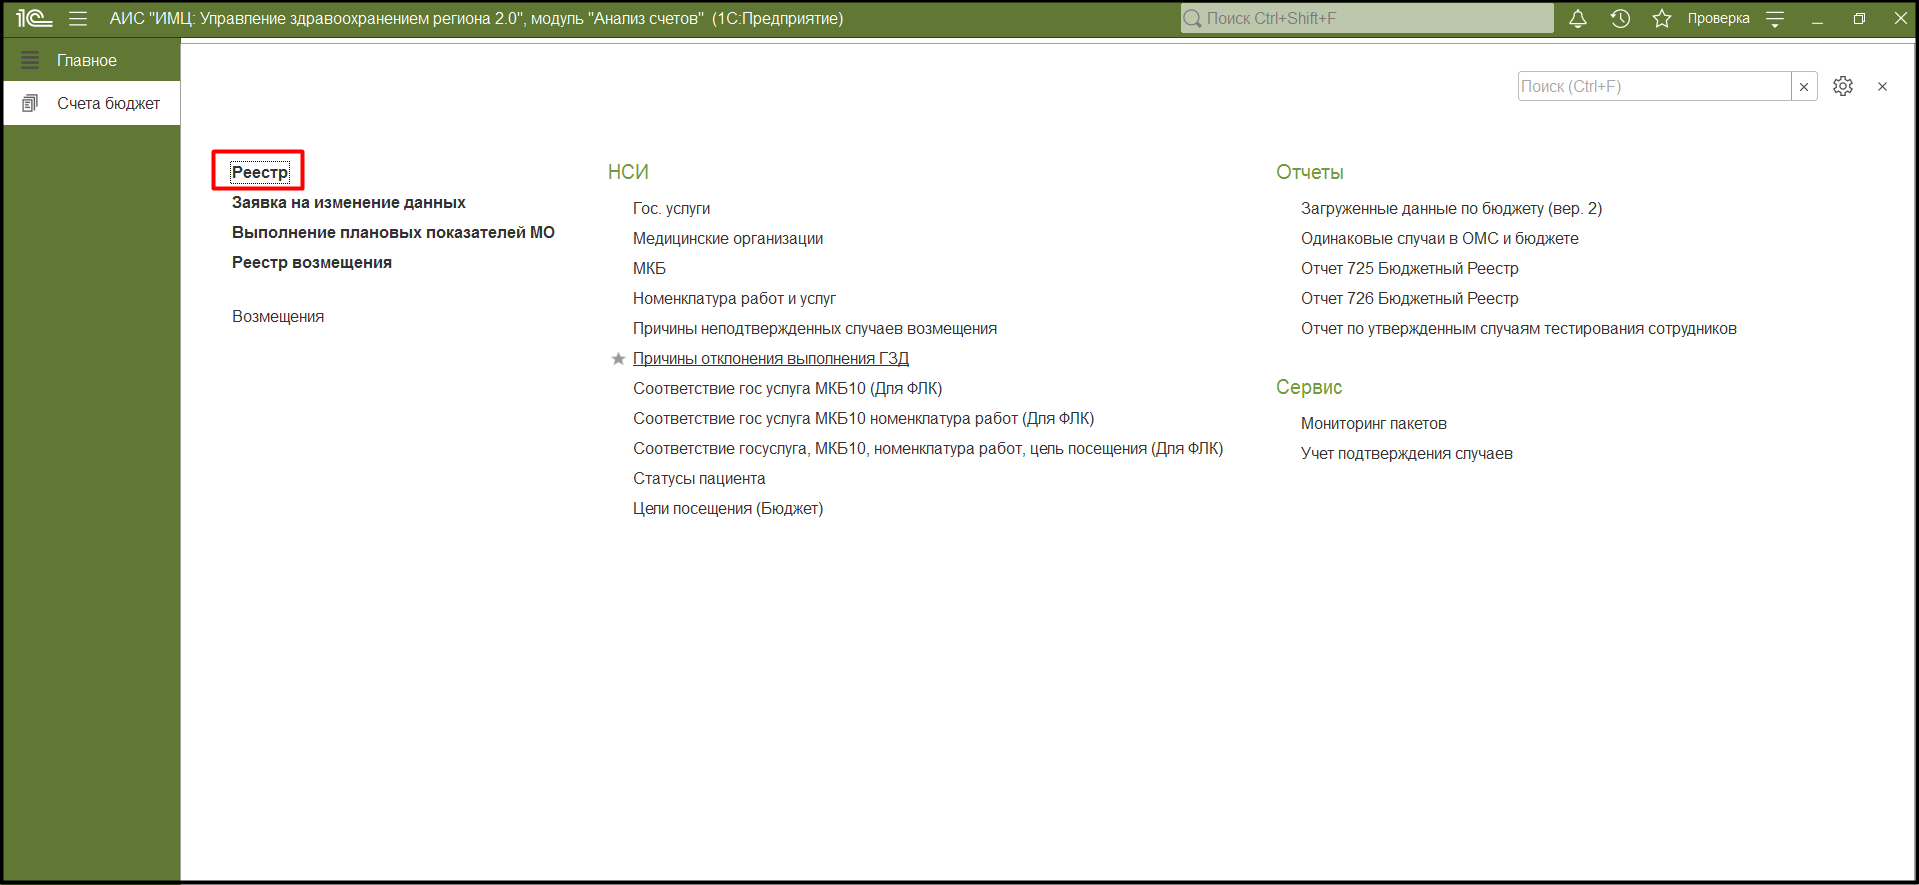 1С АИС "ИМЦ: Управление здравоохранением региона 2.0", модуль "Анализ счетов" (1С:Предприятие)
Поиск Ctrl+Shift+F
Проверка
Главное
Счета бюджет
Поиск (Ctrl+F)
Реестр
Заявка на изменение данных
Выполнение плановых показателей МО
Реестр возмещения
Возмещения
НСИ
Гос. услуги
Медицинские организации
МКБ
Номенклатура работ и услуг
Причины неподтвержденных случаев возмещения
Причины отклонения выполнения ГЗД
Соответствие гос услуга МКБ10 (Для ФЛК)
Соответствие гос услуга МКБ10 номенклатура работ (Для ФЛК)
Соответствие госуслуга, МКБ10, номенклатура работ, цель посещения (Для ФЛК)
Статусы пациента
Цели посещения (Бюджет)
Отчеты
Загруженные данные по бюджету (вер. 2)
Одинаковые случаи в ОМС и бюджете
Отчет 725 Бюджетный Реестр
Отчет 726 Бюджетный Реестр
Отчет по утвержденным случаям тестирования сотрудников
Сервис
Мониторинг пакетов
Учет подтверждения случаев